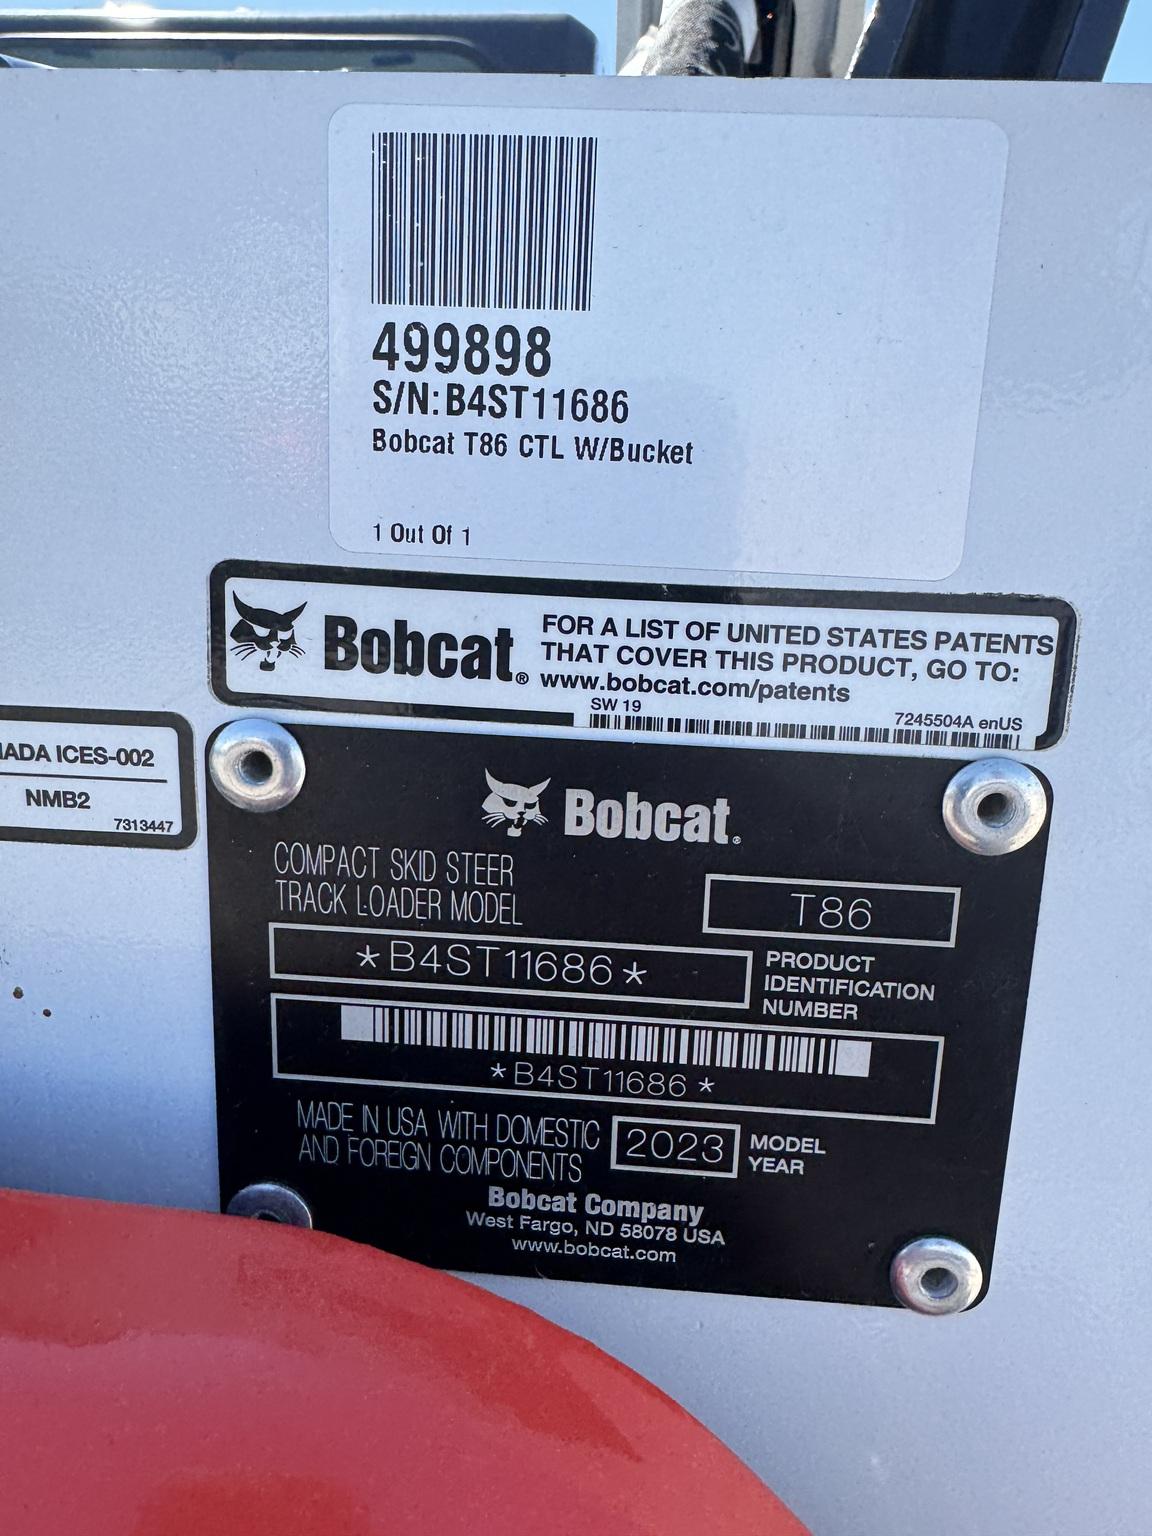 499898
S/N: B4ST11686
Bobcat T86 CTL W/Bucket
1 Out Of 1
Bobcat®
FOR A LIST OF UNITED STATES PATENTS
THAT COVER THIS PRODUCT, GO TO:
www.bobcat.com/patents
SW 19
7245504A enUS
ICES-002
NMB2
7313447
Bobcat®
COMPACT SKID STEER
TRACK LOADER MODEL
T86
*B4ST11686*
PRODUCT
IDENTIFICATION
NUMBER
*B4ST11686*
MADE IN USA WITH DOMESTIC
AND FOREIGN COMPONENTS
2023
MODEL
YEAR
Bobcat Company
West Fargo, ND 58078 USA
www.bobcat.com